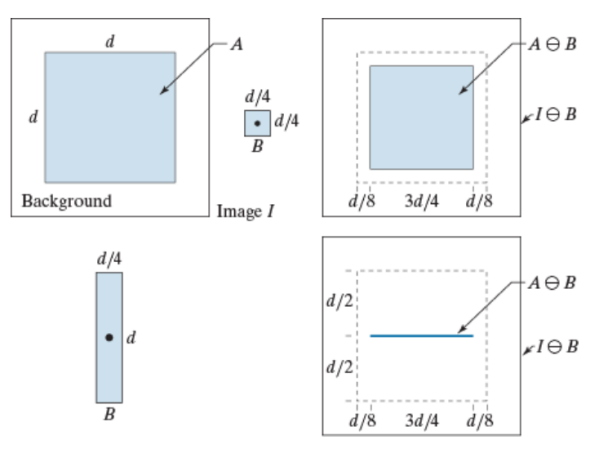 d
A
d
Background
Image I
d/4
d/4
B
A ⊖ B
I ⊖ B
d/8 3d/4 d/8
d/4
d
B
d/2
d/2
A ⊖ B
I ⊖ B
d/8 3d/4 d/8